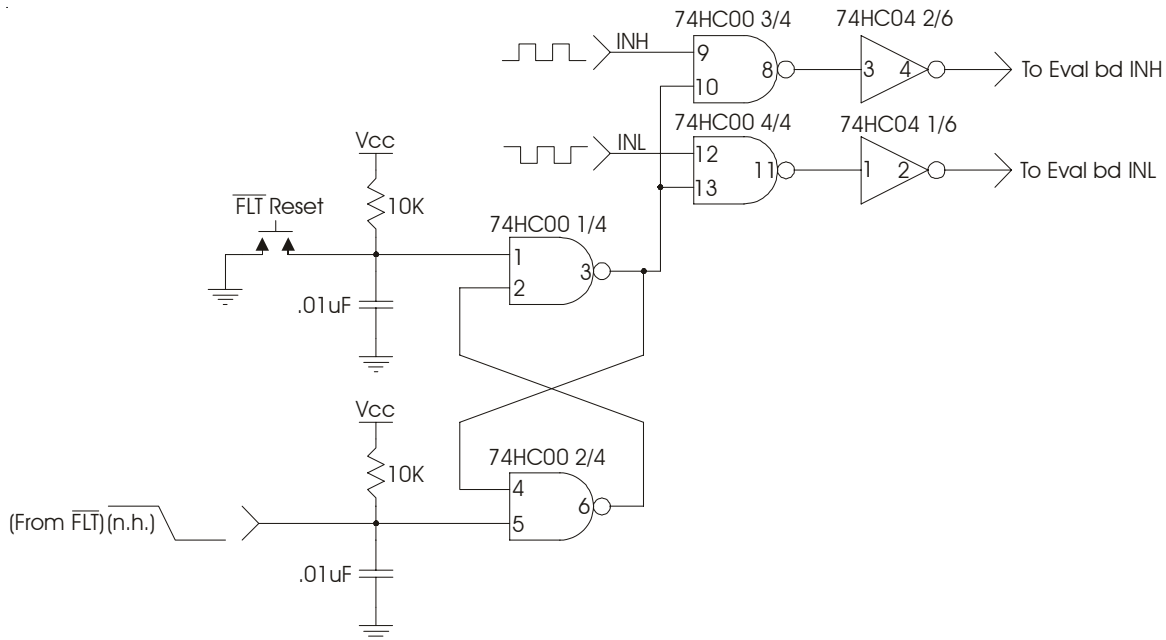 74HC00 3/4
74HC04 2/6
INH
9
10
8
3
4
To Eval bd INH
74HC00 4/4
74HC04 1/6
INL
12
13
11
1
2
To Eval bd INL
Vcc
10K
F̅L̅T̅ Reset
74HC00 1/4
1
2
3
.01uF
Vcc
10K
74HC00 2/4
4
5
6
(From F̅L̅T̅)(n.h.)
.01uF